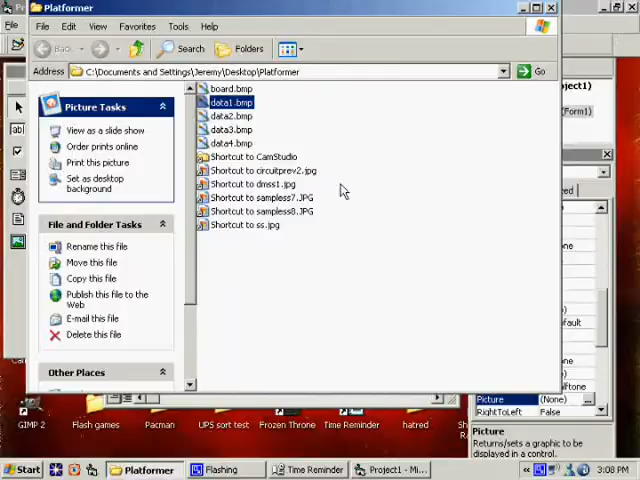 Platformer
File Edit View Favorites Tools Help
Back Search Folders
Address C:\Documents and Settings\Jeremy\Desktop\Platformer Go
Picture Tasks
View as a slide show
Order prints online
Print this picture
Set as desktop
background
File and Folder Tasks
Rename this file
Move this file
Copy this file
Publish this file to the
Web
E-mail this file
Delete this file
Other Places
board.bmp
data1.bmp
data2.bmp
data3.bmp
data4.bmp
Shortcut to CamStudio
Shortcut to circuitprev2.jpg
Shortcut to dmss1.jpg
Shortcut to sampless7.JPG
Shortcut to sampless8.JPG
Shortcut to ss.jpg
ject1)
(Form1)
Picture (None) ...
RightToLeft False
Picture
Returns/sets a graphic to be
displayed in a control.
GIMP 2 Flash games Pacman UPS sort test Frozen Throne Time Reminder hatred
Start Platformer Flashing Time Reminder Project1 - Mi... 3:08 PM